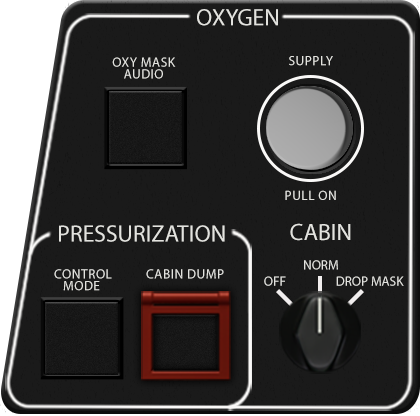 OXYGEN
OXY MASK
AUDIO
SUPPLY
PULL ON
PRESSURIZATION
CONTROL
MODE
CABIN DUMP
CABIN
NORM
OFF
DROP MASK